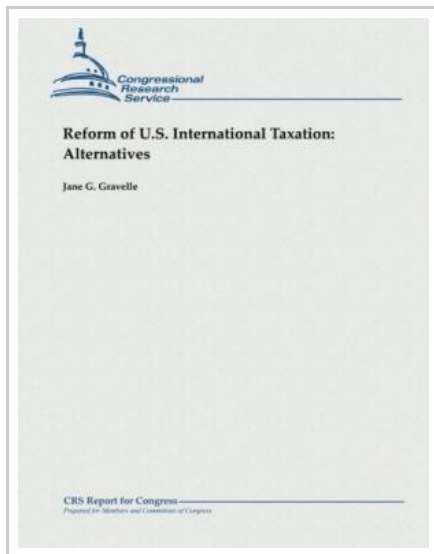 Congressional
Research
Service
Reform of U.S. International Taxation:
Alternatives
Jane G. Gravelle
CRS Report for Congress
Prepared for Members and Committees of Congress